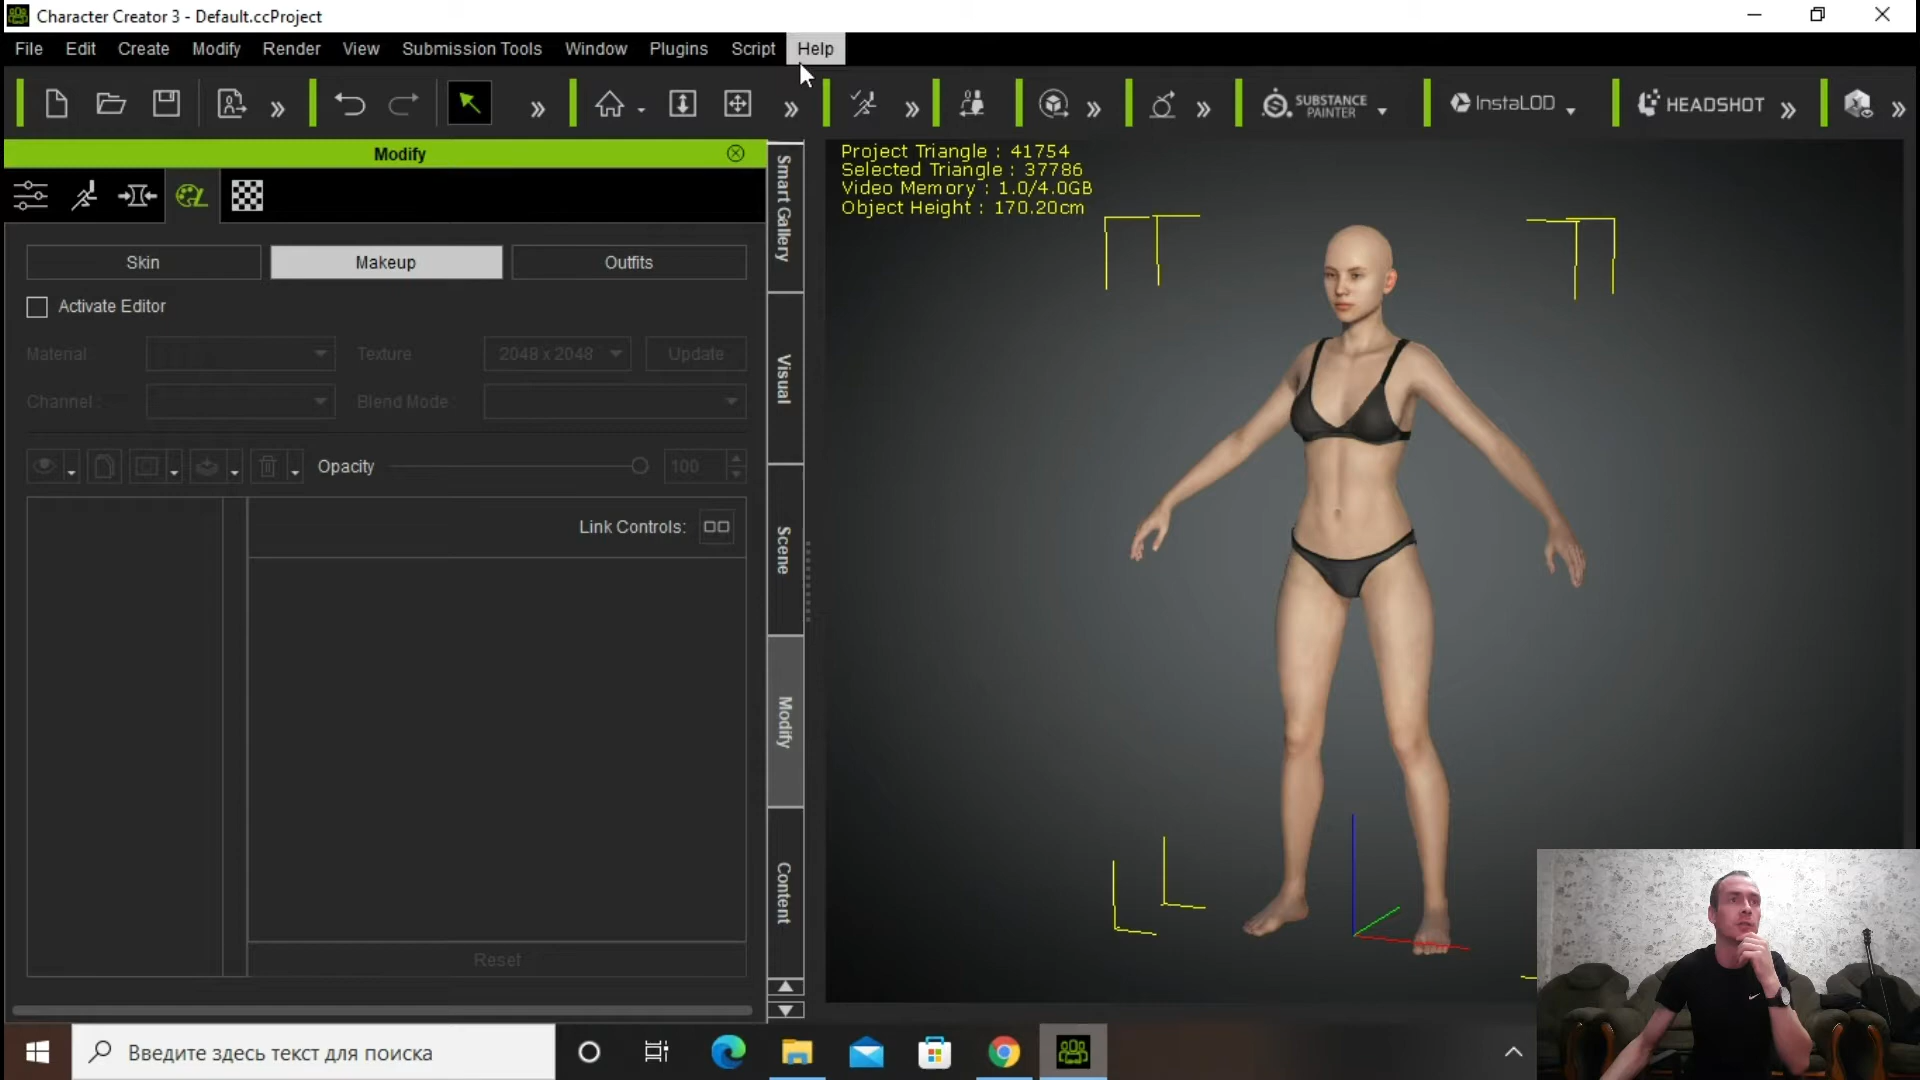 Character Creator 3 - Default.ccProject
File Edit Create Modify Render View Submission Tools Window Plugins Script Help
SUBSTANCE PAINTER InstaLOD HEADSHOT
Modify
Skin Makeup Outfits
Activate Editor
Material Texture 2048 x 2048 Update
Channel : Blend Mode
Opacity 100
Link Controls:
Reset
Smart Gallery
Visual
Scene
Modify
Content
Project Triangle : 41754
Selected Triangle : 37786
Video Memory : 1.0/4.0GB
Object Height : 170.20cm
Введите здесь текст для поиска